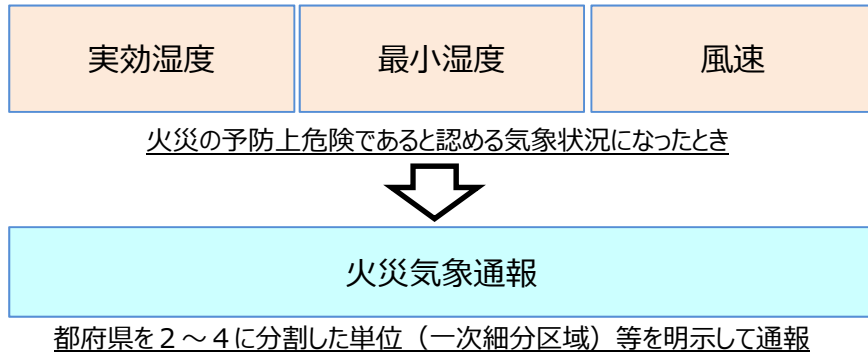 実効湿度 最小湿度 風速
火災の予防上危険であると認める気象状況になったとき
火災気象通報
都府県を２～４に分割した単位（一次細分区域）等を明示して通報